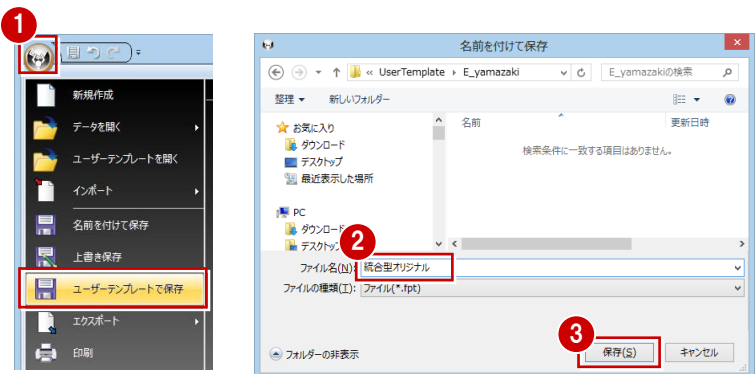 1
新規作成
データを開く
ユーザーテンプレートを開く
インポート
名前を付けて保存
上書き保存
ユーザーテンプレートで保存
エクスポート
印刷
名前を付けて保存
« UserTemplate E_yamazaki
E_yamazakiの検索
整理 新しいフォルダー
名前 更新日時
検索条件に一致する項目はありません。
お気に入り
ダウンロード
デスクトップ
最近表示した場所
PC
ダウンロード
デスクトップ
2
ファイル名(N): 統合型オリジナル
ファイルの種類(T): ファイル(*.fpt)
3
フォルダーの非表示
保存(S) キャンセル